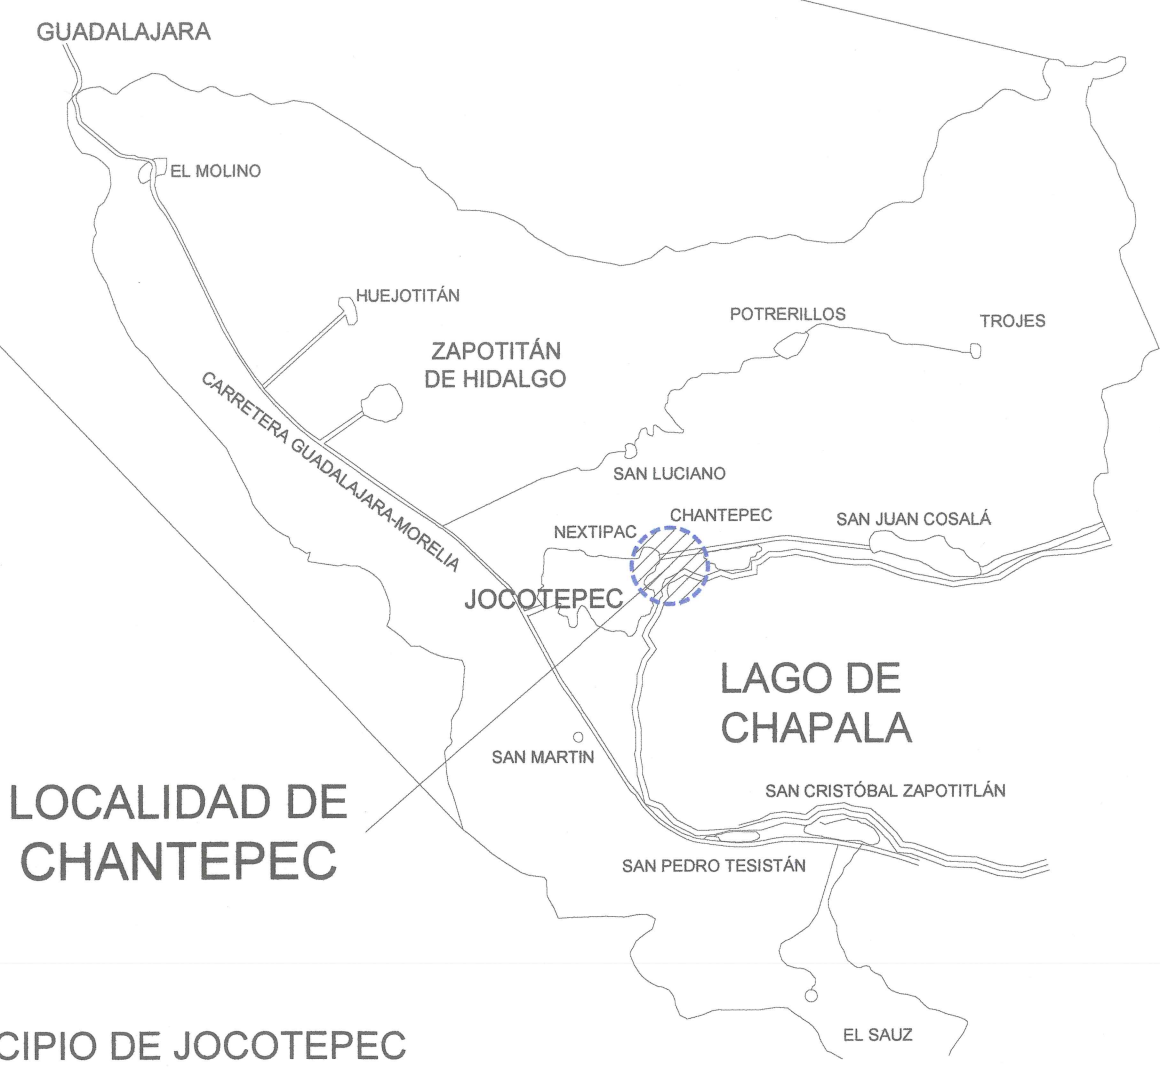 GUADALAJARA
EL MOLINO
HUEJOTITÁN
POTRERILLOS
TROJES
ZAPOTITÁN
DE HIDALGO
CARRETERA GUADALAJARA-MORELIA
SAN LUCIANO
CHANTEPEC
SAN JUAN COSALÁ
NEXTIPAC
JOCOTEPEC
LAGO DE
CHAPALA
SAN MARTIN
SAN CRISTÓBAL ZAPOTITLÁN
LOCALIDAD DE
CHANTEPEC
SAN PEDRO TESISTÁN
EL SAUZ
CIPIO DE JOCOTEPEC